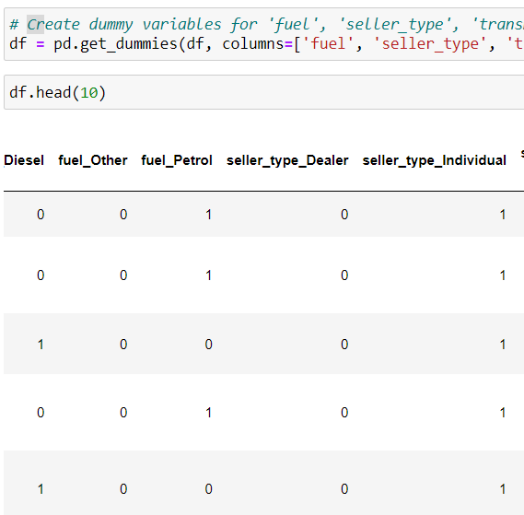 # Create dummy variables for 'fuel', 'seller_type',
df = pd.get_dummies(df, columns=['fuel', 'seller_type',
df.head(10)
Diesel fuel_Other fuel_Petrol seller_type_Dealer seller_type_Individual
0 0 1 0 1
0 0 1 0 1
1 0 0 0 1
0 0 1 0 1
1 0 0 0 1